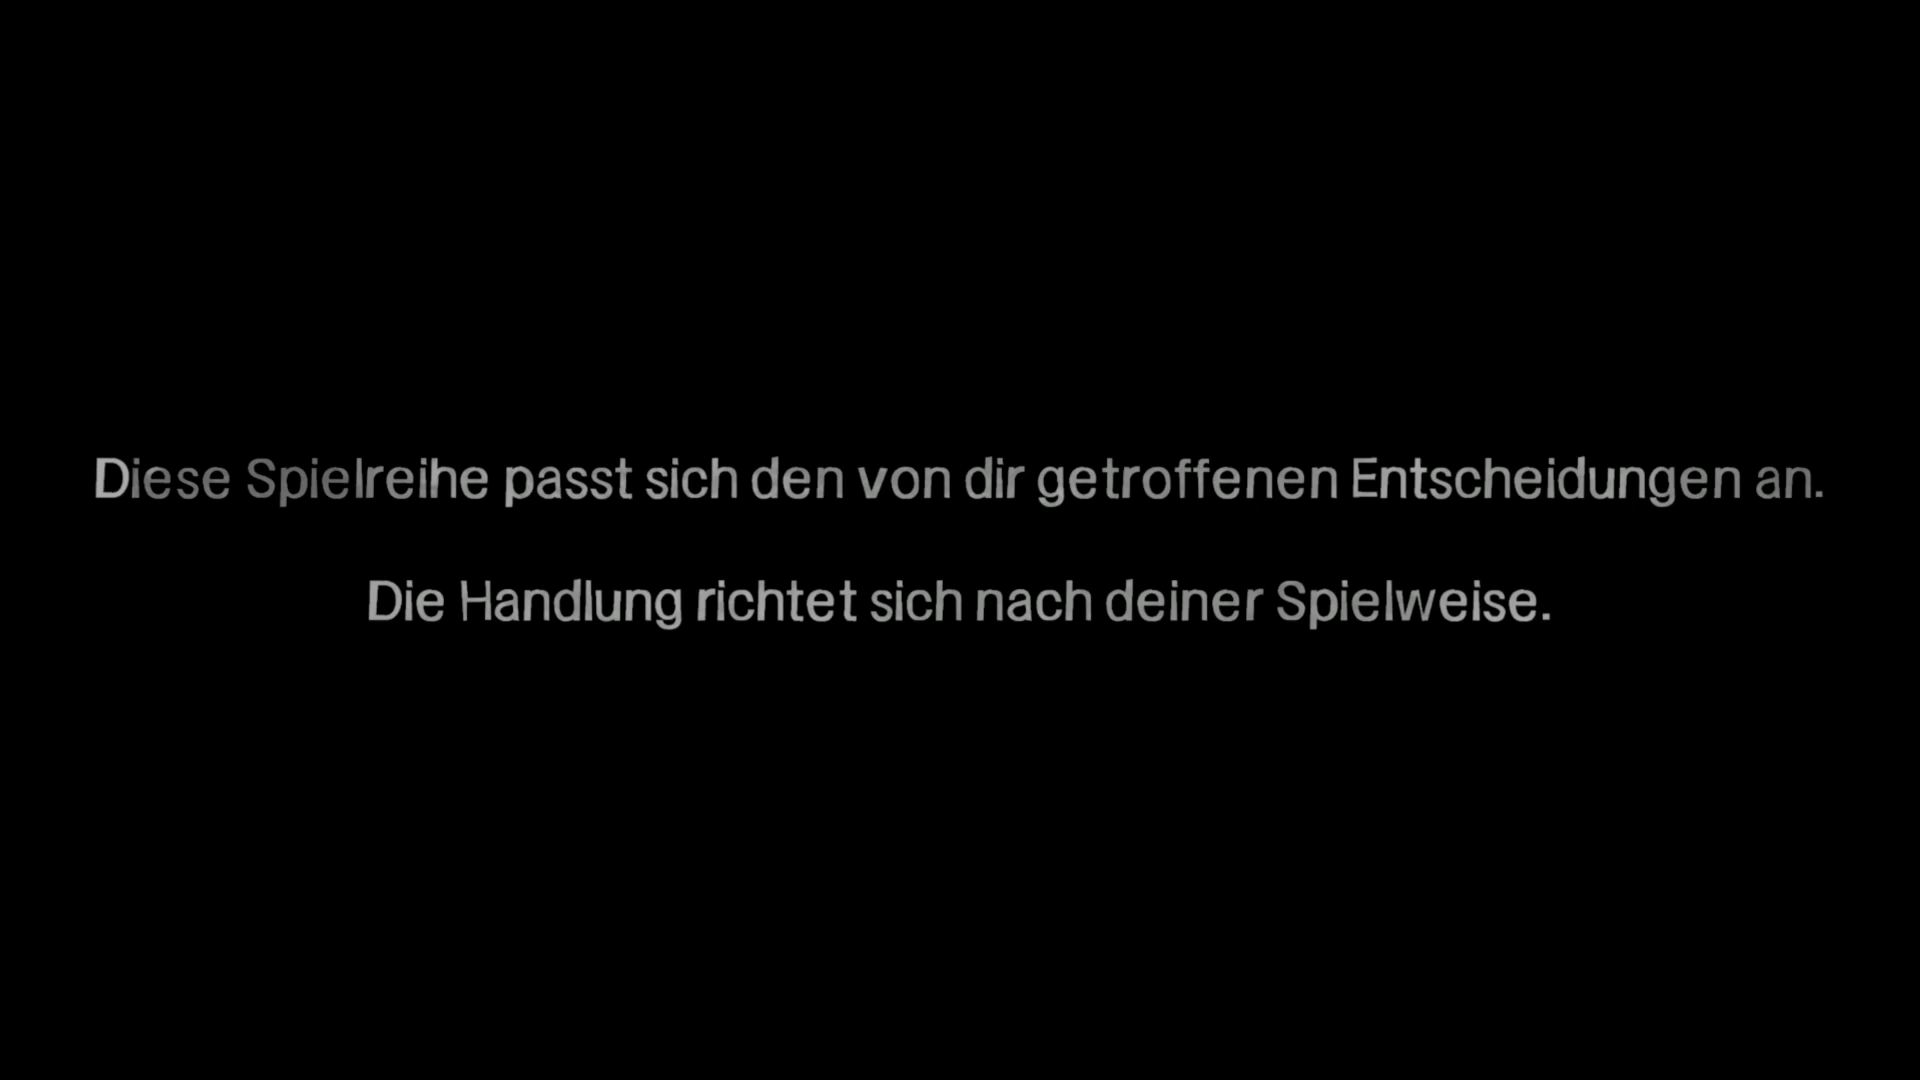 Diese Spielreihe passt sich den von dir getroffenen Entscheidungen an.
Die Handlung richtet sich nach deiner Spielweise.